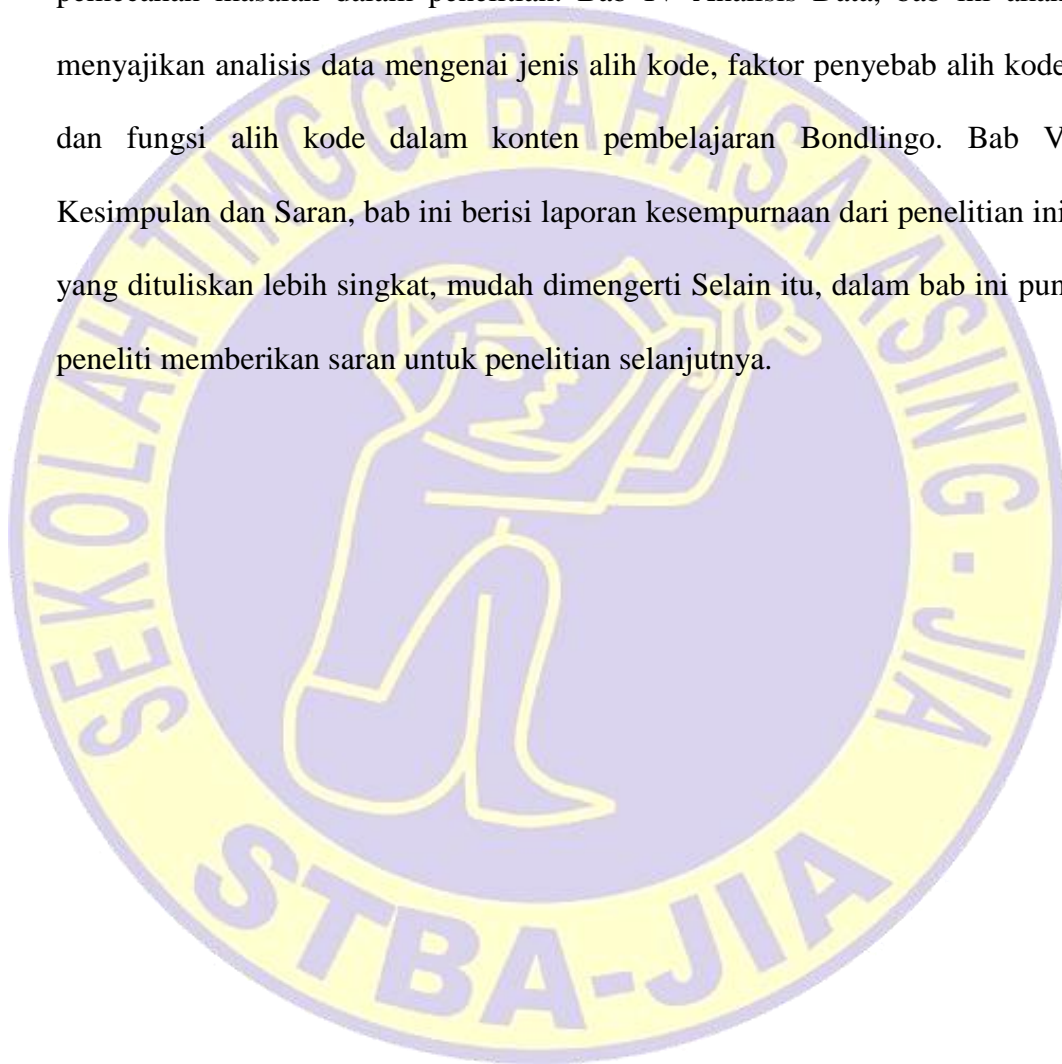 pemecahan masalah dalam penelitian. Bab IV Analisis Data, bab ini akan
menyajikan analisis data mengenai jenis alih kode, faktor penyebab alih kode
dan fungsi alih kode dalam konten pembelajaran Bondlingo. Bab V
Kesimpulan dan Saran, bab ini berisi laporan kesempurnaan dari penelitian ini
yang dituliskan lebih singkat, mudah dimengerti Selain itu, dalam bab ini pun
peneliti memberikan saran untuk penelitian selanjutnya.
SEKOLAH TINGGI BAHASA ASING - JIA
STBA-JIA